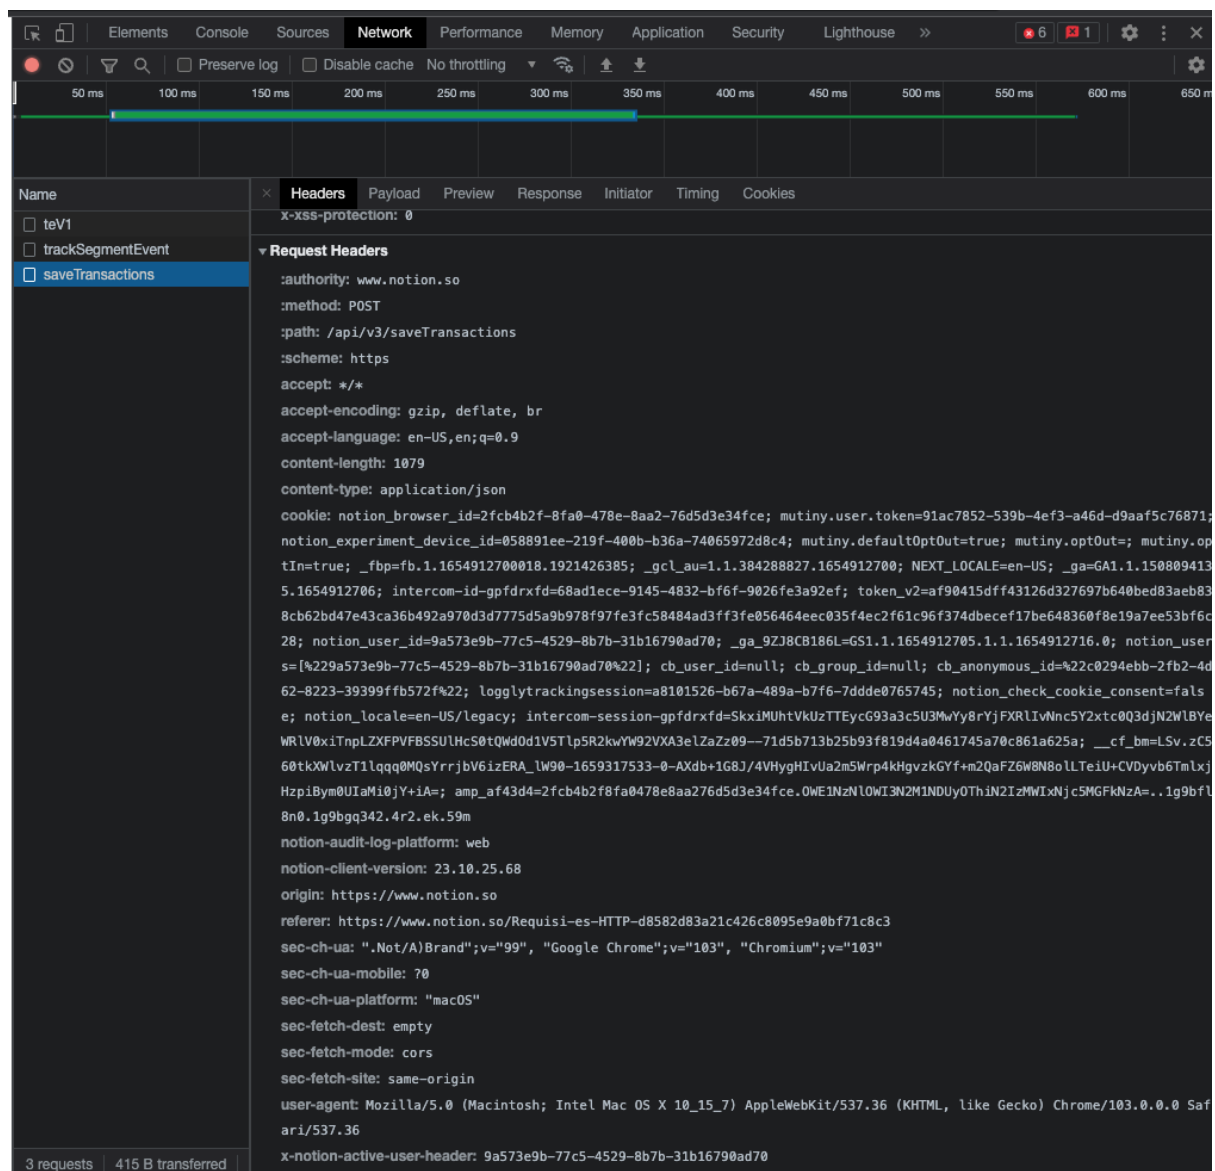 Elements Console Sources Network Performance Memory Application Security Lighthouse » 6 1
Preserve log Disable cache No throttling
50 ms 100 ms 150 ms 200 ms 250 ms 300 ms 350 ms 400 ms 450 ms 500 ms 550 ms 600 ms 650 m
Name
× Headers Payload Preview Response Initiator Timing Cookies
teV1
trackSegmentEvent
saveTransactions
x-xss-protection: 0
Request Headers
:authority: www.notion.so
:method: POST
:path: /api/v3/saveTransactions
:scheme: https
accept: */*
accept-encoding: gzip, deflate, br
accept-language: en-US,en;q=0.9
content-length: 1079
content-type: application/json
cookie: notion_browser_id=2fcb4b2f-8fa0-478e-8aa2-76d5d3e34fce; mutiny.user.token=91ac7852-539b-4ef3-a46d-d9aaf5c76871;
notion_experiment_device_id=058891ee-219f-400b-b36a-74065972d8c4; mutiny.defaultOptOut=true; mutiny.optOut=; mutiny.op
tIn=true; _fbp=fb.1.1654912700018.1921426385; _gcl_au=1.1.384288827.1654912700; NEXT_LOCALE=en-US; _ga=GA1.1.150809413
5.1654912706; intercom-id-gpfdrxfd=68ad1ece-9145-4832-bf6f-9026fe3a92ef; token_v2=af90415dff43126d327697b640bed83aeb83
8cb62bd47e43ca36b492a970d3d7775d5a9b978f97fe3fc58484ad3ff3fe056464eec035f4ec2f61c96f374dbecef17be648360f8e19a7ee53bf6c
28; notion_user_id=9a573e9b-77c5-4529-8b7b-31b16790ad70; _ga_9ZJ8CB186L=GS1.1.1654912705.1.1.1654912716.0; notion_user
s=[%229a573e9b-77c5-4529-8b7b-31b16790ad70%22]; cb_user_id=null; cb_group_id=null; cb_anonymous_id=%22c0294ebb-2fb2-4d
62-8223-39399ffb572f%22; logglytrackingsession=a8101526-b67a-489a-b7f6-7ddde0765745; notion_check_cookie_consent=fals
e; notion_locale=en-US/legacy; intercom-session-gpfdrxfd=SkxiMUhtVkUzTTEycG93a3c5U3MwYy8rYjFXRlIvNnc5Y2xtc0Q3djN2WlBYe
WRlV0xiTnpLZXFPVFBSSUlHcS0tQWdOd1V5Tlp5R2kwYW92VXA3elZaZz09--71d5b713b25b93f819d4a0461745a70c861a625a; __cf_bm=LSv.zC5
60tkXWlvzT1lqqq0MQsYrrjbV6izERA_lW90-1659317533-0-AXdb+1G8J/4VHygHIvUa2m5Wrp4kHgvzkGYf+m2QaFZ6W8N8olLTeiU+CVDyvb6Tmlxj
HzpiBym0UIaMi0jY+iA=; amp_af43d4=2fcb4b2f8fa0478e8aa276d5d3e34fce.OWE1NzNlOWI3N2M1NDUyOThiN2IzMWIxNjc5MGFkNzA=..1g9bfl
8n0.1g9bgq342.4r2.ek.59m
notion-audit-log-platform: web
notion-client-version: 23.10.25.68
origin: https://www.notion.so
referer: https://www.notion.so/Requisi-es-HTTP-d8582d83a21c426c8095e9a0bf71c8c3
sec-ch-ua: ".Not/A)Brand";v="99", "Google Chrome";v="103", "Chromium";v="103"
sec-ch-ua-mobile: ?0
sec-ch-ua-platform: "macOS"
sec-fetch-dest: empty
sec-fetch-mode: cors
sec-fetch-site: same-origin
user-agent: Mozilla/5.0 (Macintosh; Intel Mac OS X 10_15_7) AppleWebKit/537.36 (KHTML, like Gecko) Chrome/103.0.0.0 Saf
ari/537.36
x-notion-active-user-header: 9a573e9b-77c5-4529-8b7b-31b16790ad70
3 requests 415 B transferred